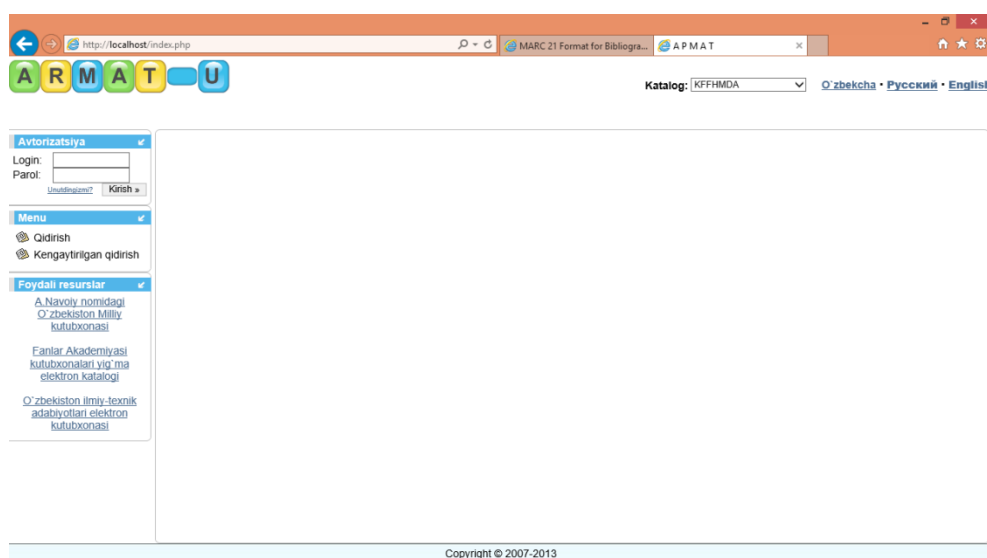 http://localhost/index.php
MARC 21 Format for Bibliogra...
A P M A T
ARMAT-U
Katalog: KFFHMDA
O`zbekcha • Русский • English
Avtorizatsiya
Login:
Parol:
Unutdingizmi? Kirish »
Menu
Qidirish
Kengaytirilgan qidirish
Foydali resurslar
A.Navoiy nomidagi
O`zbekiston Milliy
kutubxonasi
Fanlar Akademiyasi
kutubxonalari yig`ma
elektron katalogi
O`zbekiston ilmiy-texnik
adabiyotlari elektron
kutubxonasi
Copyright © 2007-2013